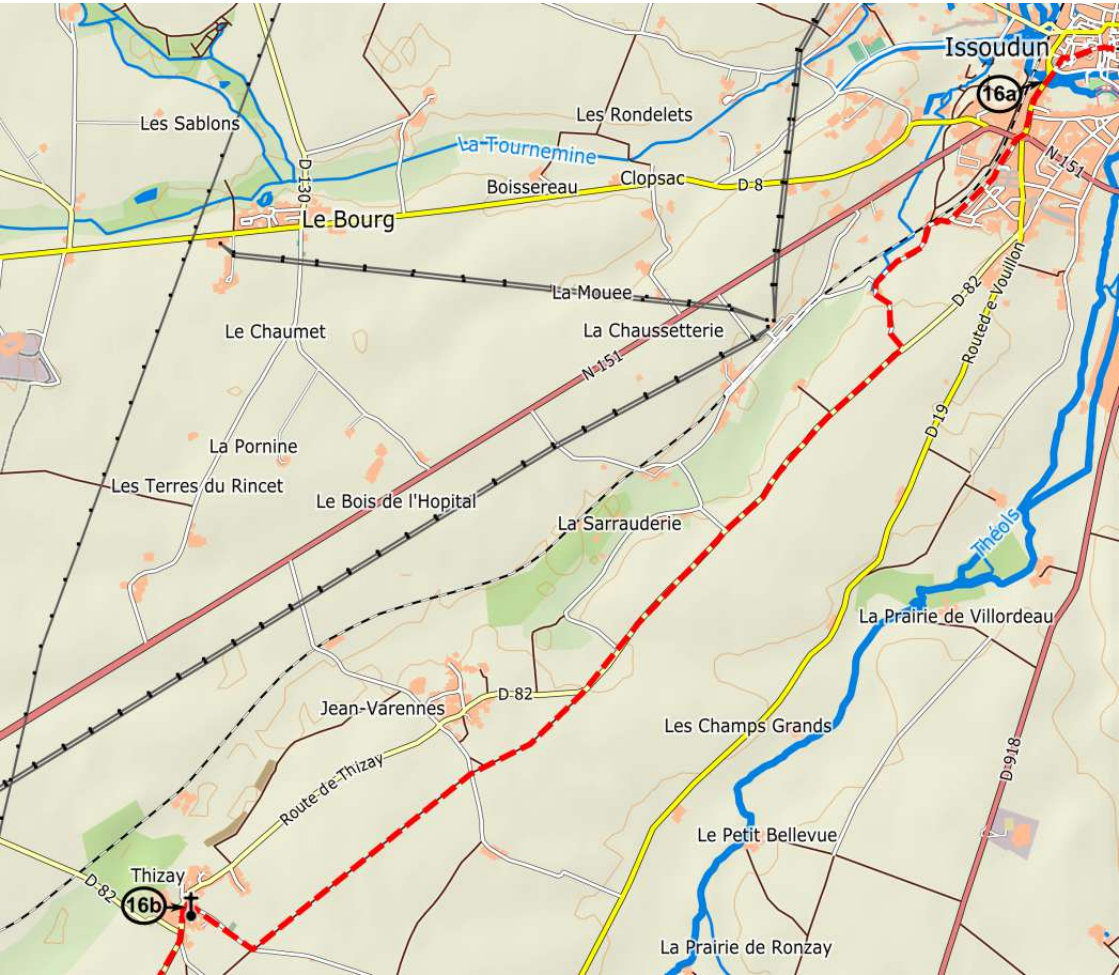 Issoudun
16a
Les Sablons
Les Rondelets
La Tournemine
N 151
D 130
Boissereau
Clopsac
D 8
Le Bourg
La Mouee
D 82
Routed e Vouillon
Le Chaumet
La Chaussetterie
N 151
D 19
La Pornine
Les Terres du Rincet
Le Bois de l'Hopital
La Sarrauderie
Théols
La Prairie de Villordeau
D 82
Jean-Varennes
Les Champs Grands
D 918
Route de Thizay
Le Petit Bellevue
Thizay
D 82
16b
La Prairie de Ronzay